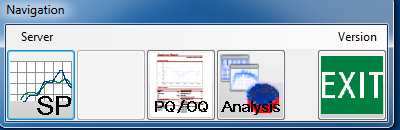 Navigation
Server Version
SP PQ/OQ Analysis EXIT